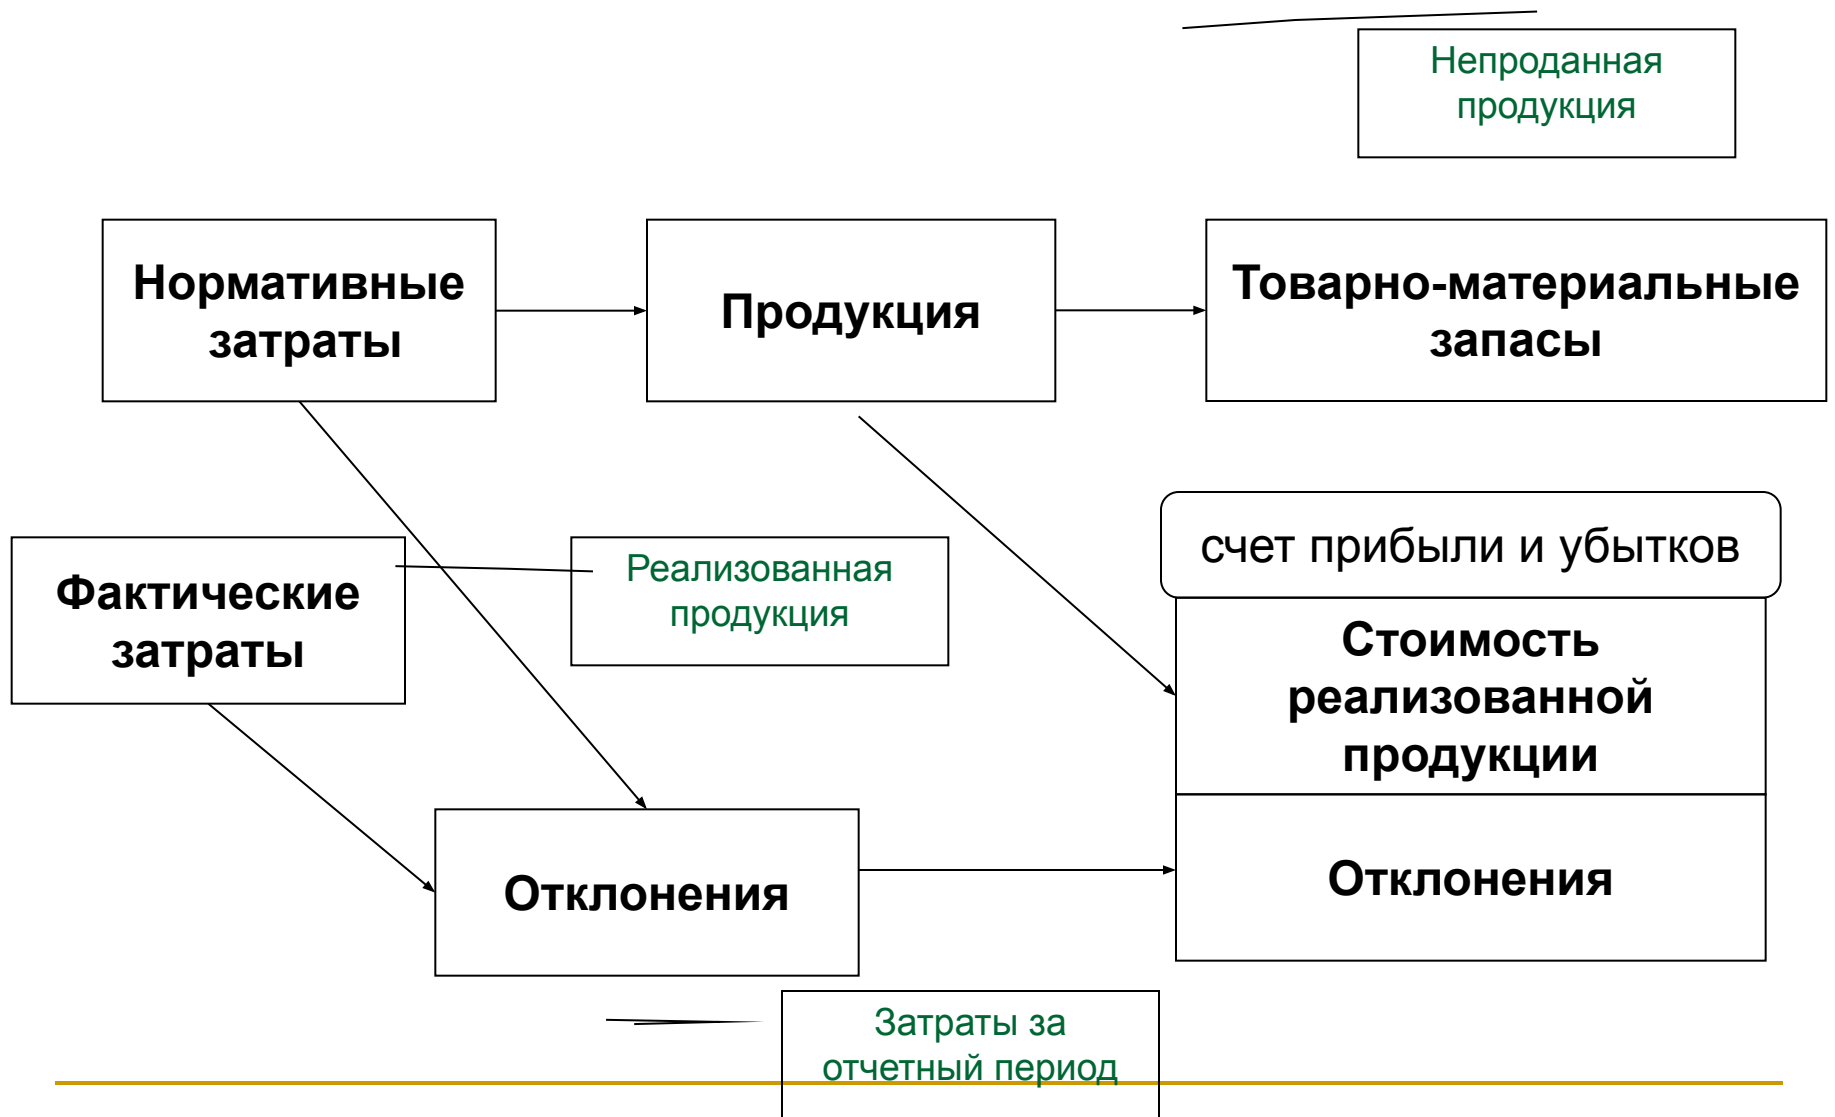 Непроданная
продукция
Нормативные
затраты
Продукция
Товарно-материальные
запасы
счет прибыли и убытков
Фактические
затраты
Реализованная
продукция
Стоимость
реализованной
продукции
Отклонения
Отклонения
Затраты за
отчетный период